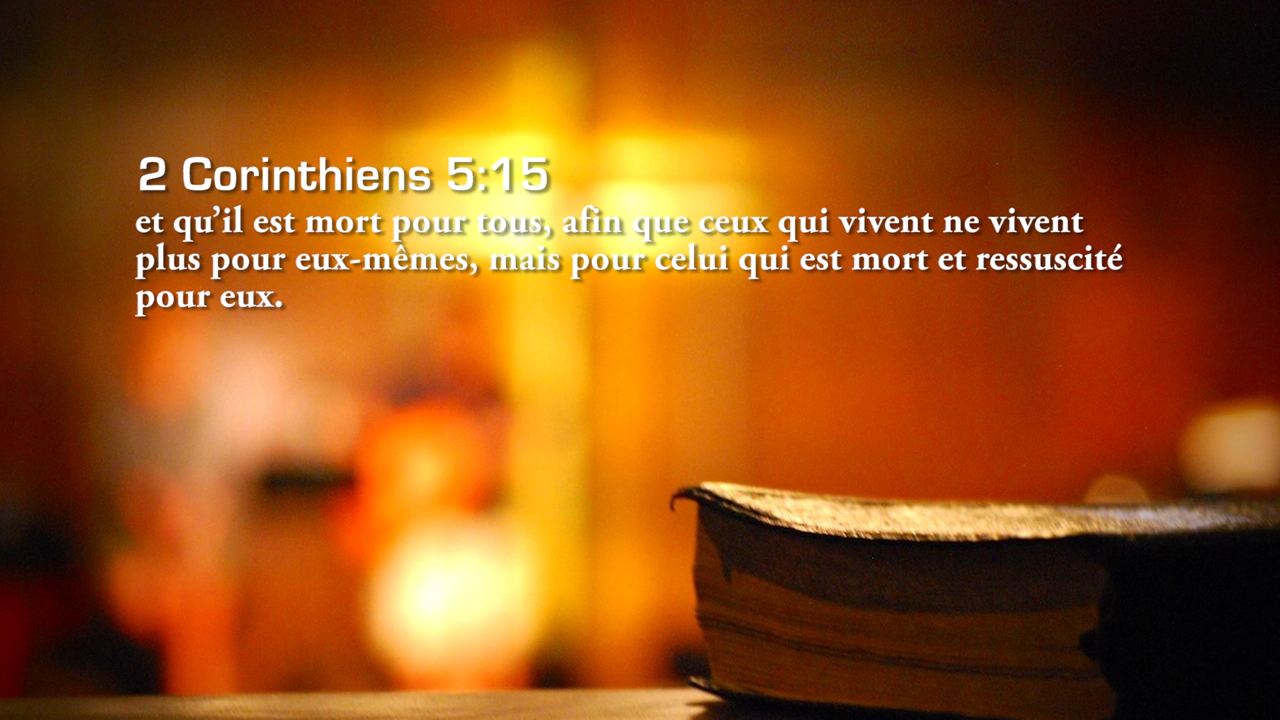 2 Corinthiens 5:15
et qu’il est mort pour tous, afin que ceux qui vivent ne vivent
plus pour eux-mêmes, mais pour celui qui est mort et ressuscité
pour eux.